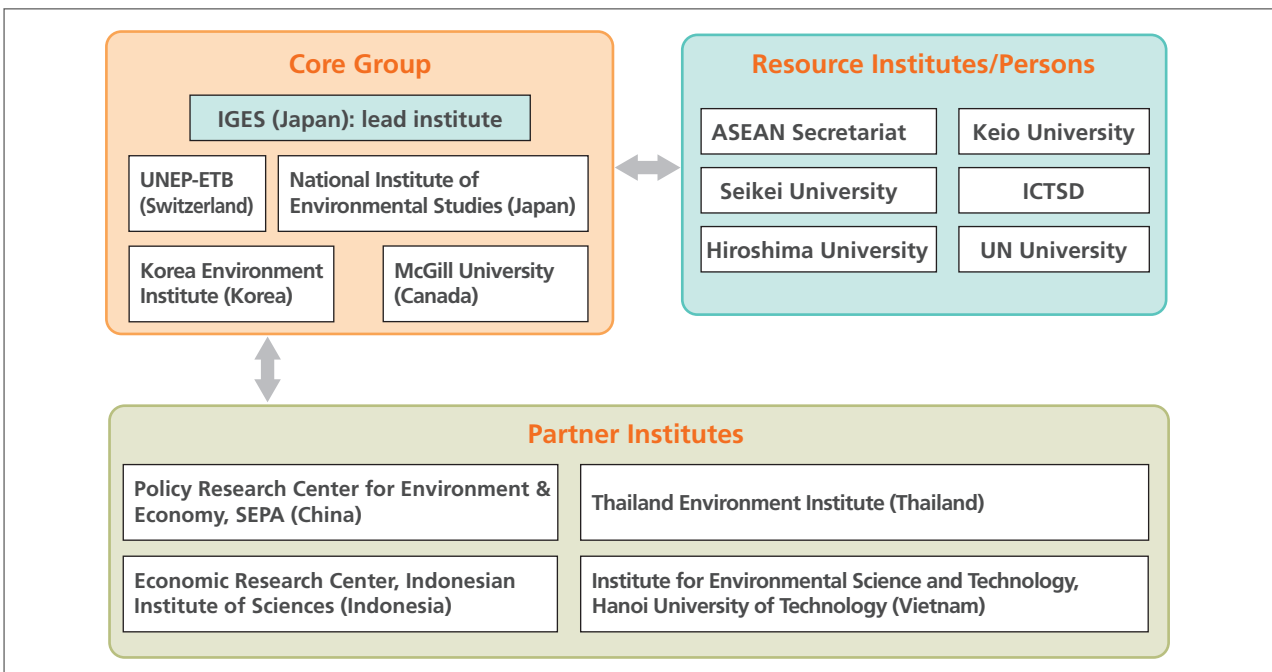 Core Group
IGES (Japan): lead institute
UNEP-ETB
(Switzerland)
National Institute of
Environmental Studies (Japan)
Korea Environment
Institute (Korea)
McGill University
(Canada)
Resource Institutes/Persons
ASEAN Secretariat
Keio University
Seikei University
ICTSD
Hiroshima University
UN University
Partner Institutes
Policy Research Center for Environment &
Economy, SEPA (China)
Thailand Environment Institute (Thailand)
Economic Research Center, Indonesian
Institute of Sciences (Indonesia)
Institute for Environmental Science and Technology,
Hanoi University of Technology (Vietnam)